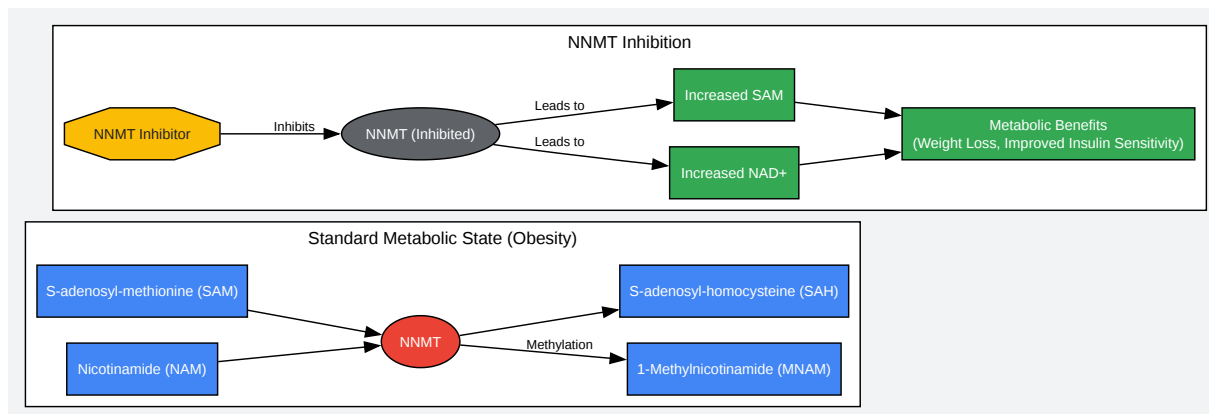 NNMT Inhibition
NNMT Inhibitor
Inhibits
NNMT (Inhibited)
Leads to
Leads to
Increased SAM
Increased NAD+
Metabolic Benefits
(Weight Loss, Improved Insulin Sensitivity)
Standard Metabolic State (Obesity)
S-adenosyl-methionine (SAM)
Nicotinamide (NAM)
NNMT
Methylation
S-adenosyl-homocysteine (SAH)
1-Methylnicotinamide (MNAM)